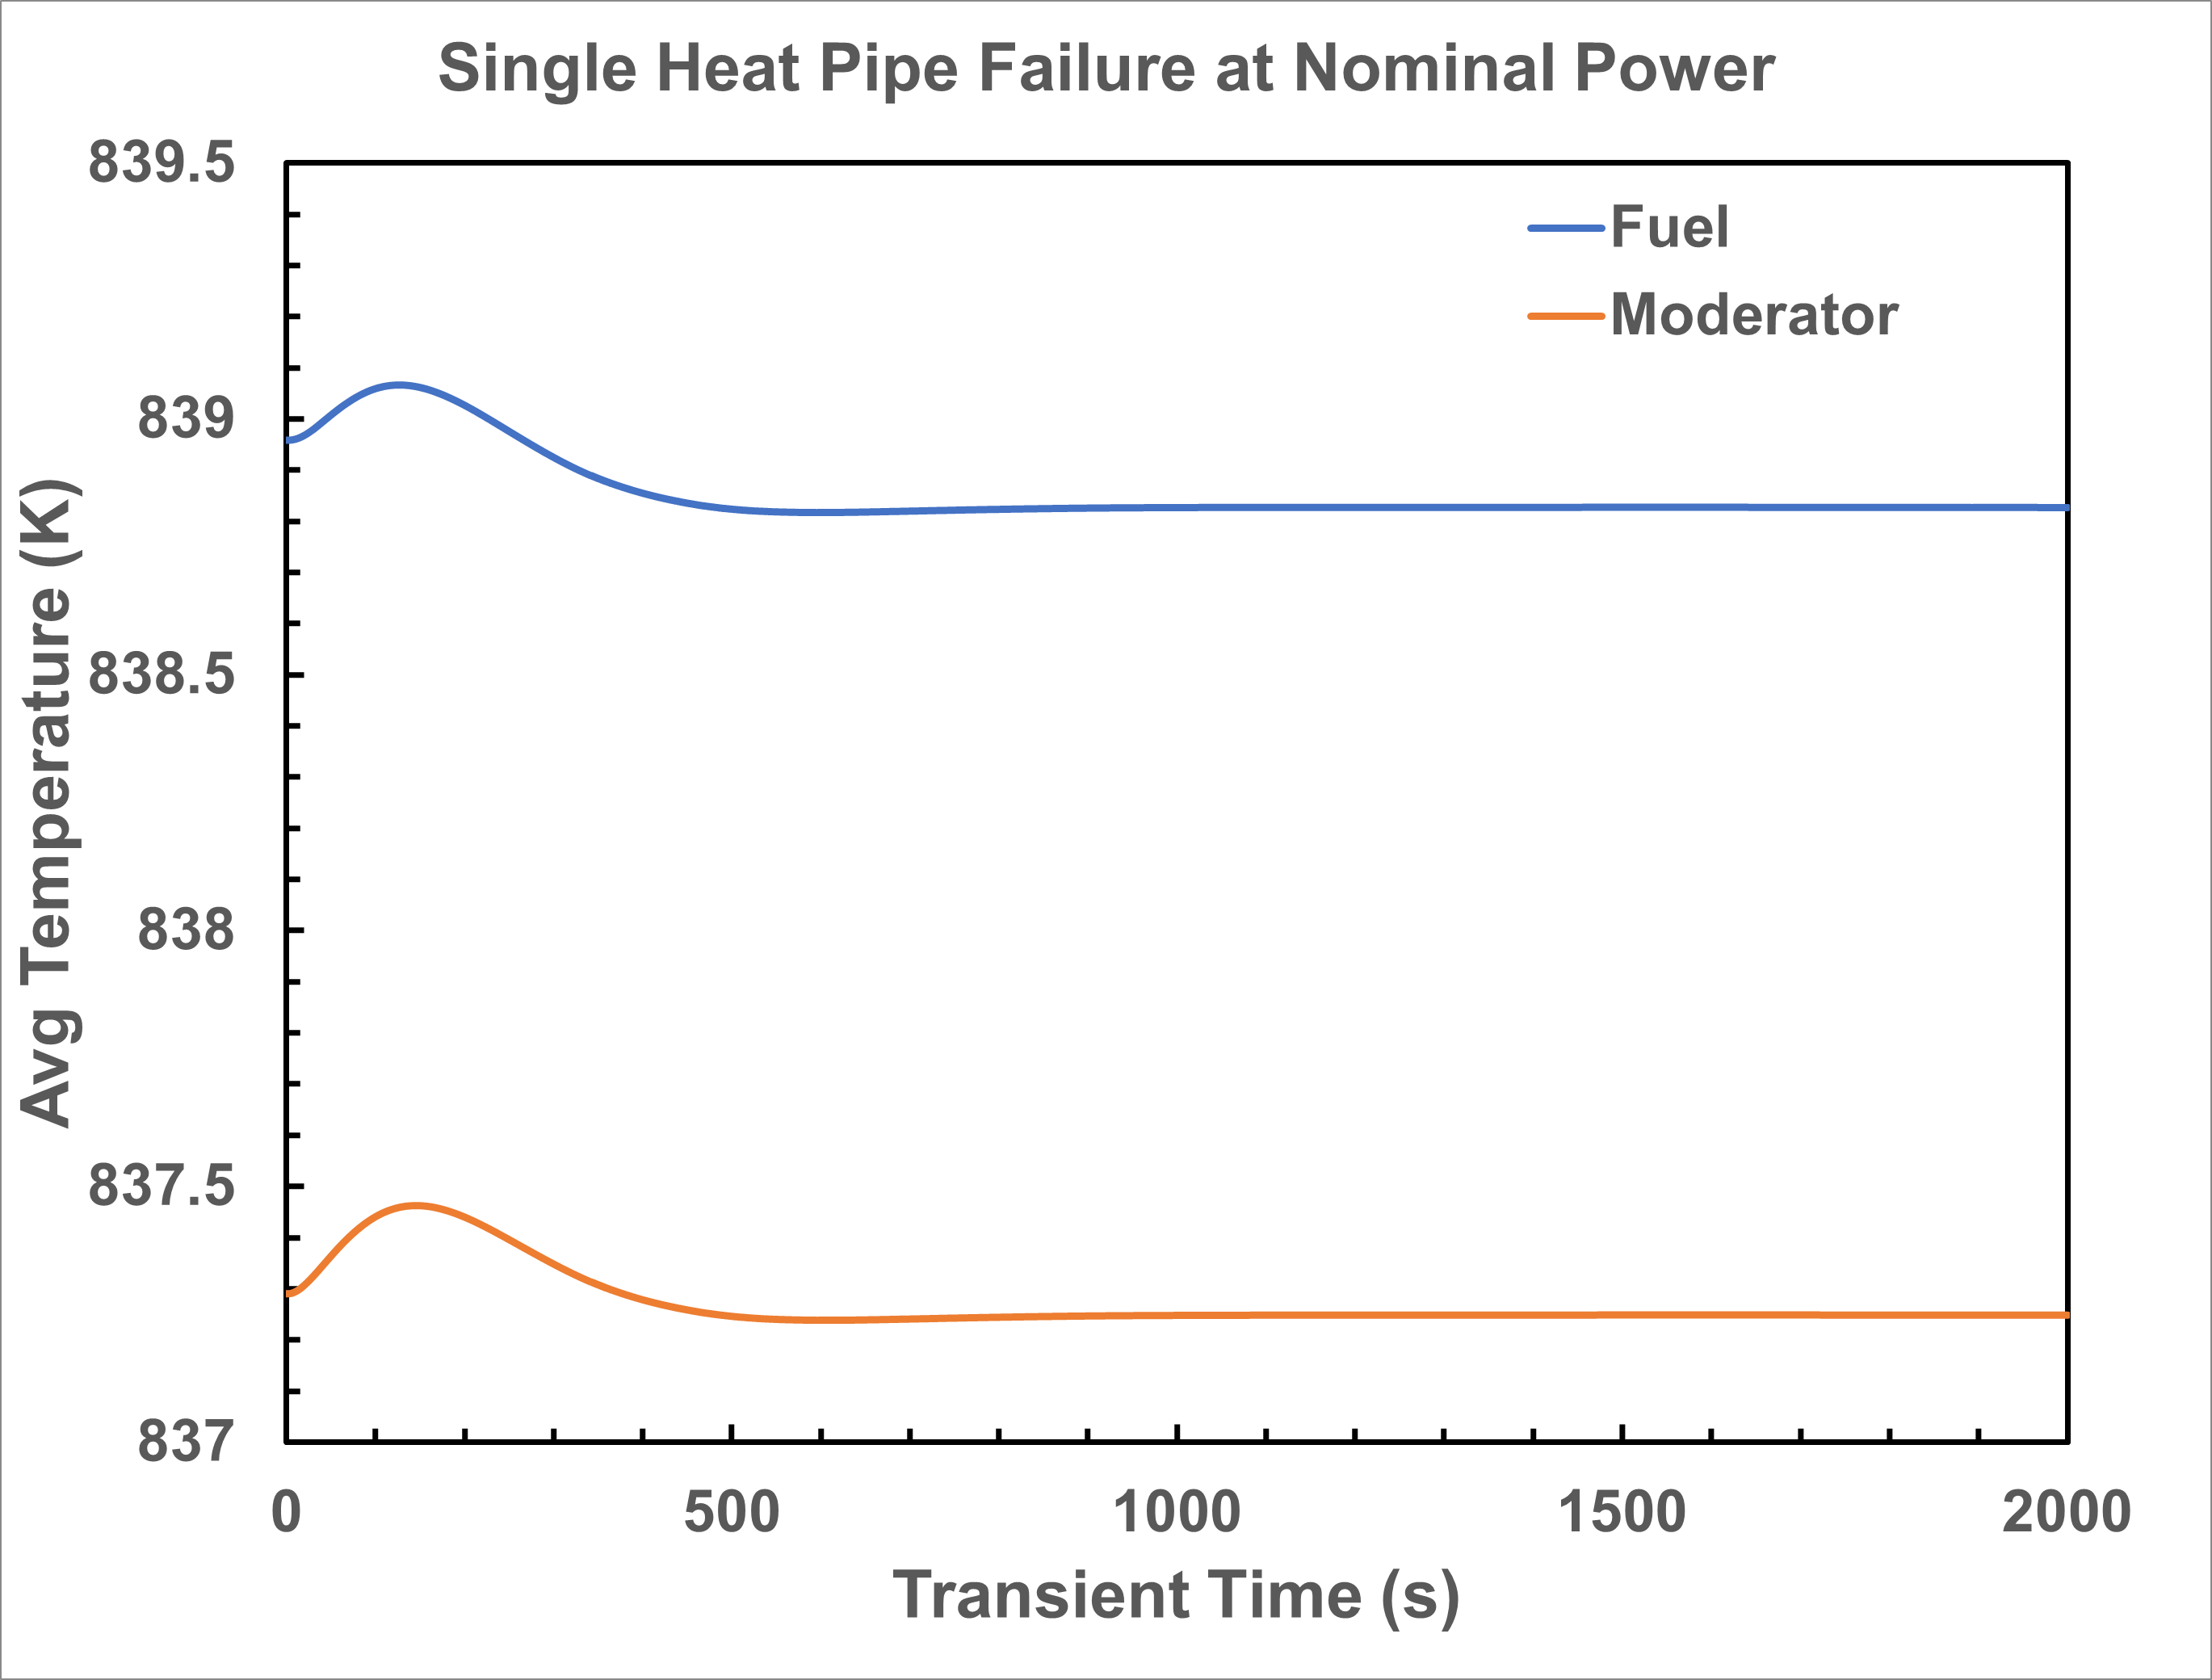 Single Heat Pipe Failure at Nominal Power
839.5
Fuel
Moderator
839
838.5
838
837.5
837
Avg Temperature (K)
0 500 1000 1500 2000
Transient Time (s)